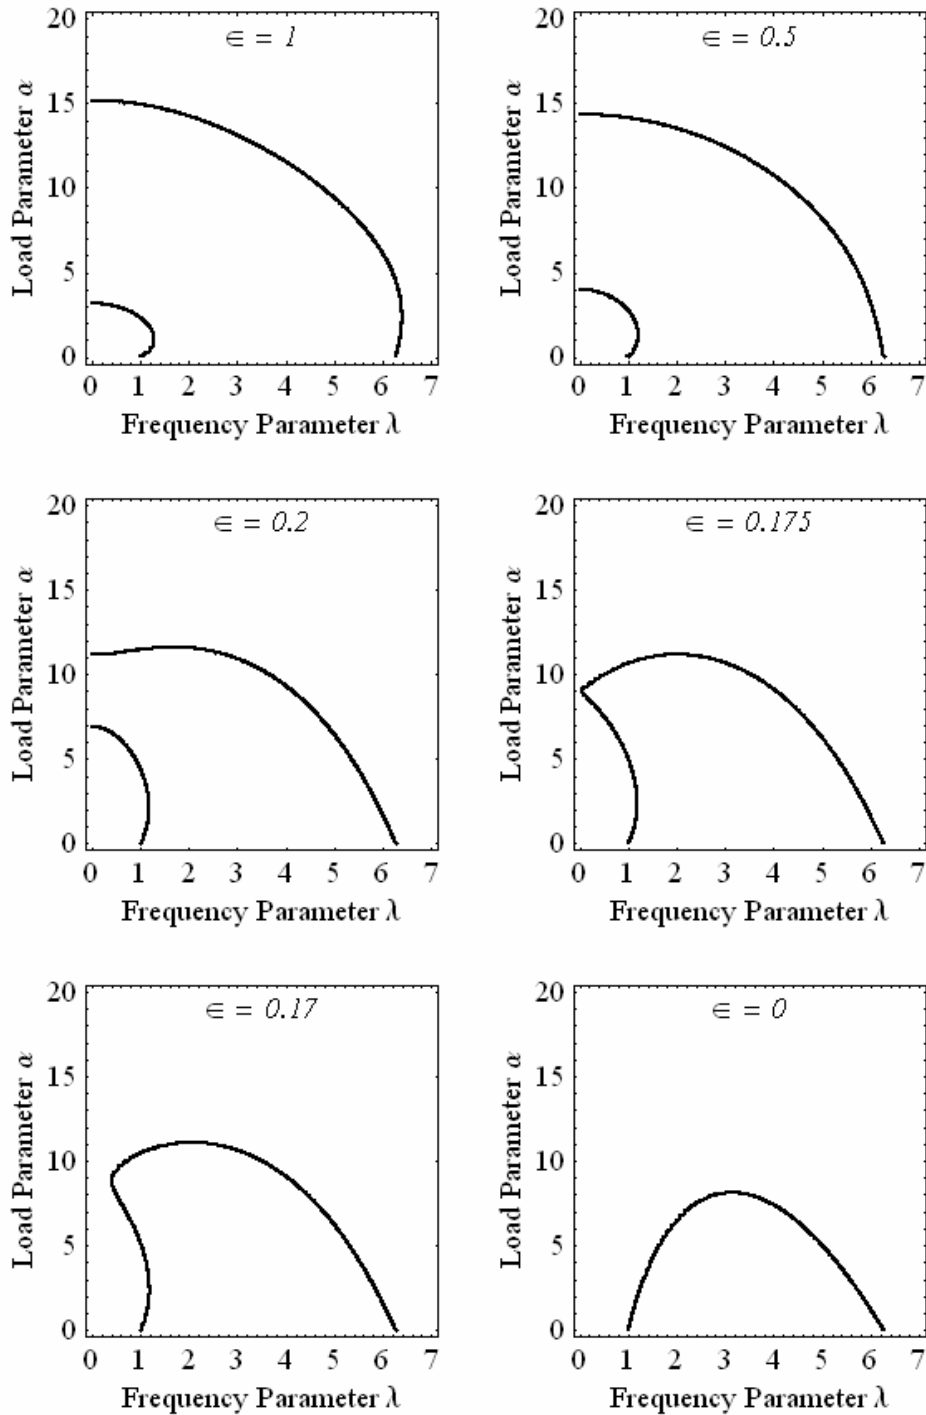 ϵ = 1
20
15
10
5
0
Load Parameter α
0 1 2 3 4 5 6 7
Frequency Parameter λ
ϵ = 0.5
20
15
10
5
0
Load Parameter α
0 1 2 3 4 5 6 7
Frequency Parameter λ
ϵ = 0.2
20
15
10
5
0
Load Parameter α
0 1 2 3 4 5 6 7
Frequency Parameter λ
ϵ = 0.175
20
15
10
5
0
Load Parameter α
0 1 2 3 4 5 6 7
Frequency Parameter λ
ϵ = 0.17
20
15
10
5
0
Load Parameter α
0 1 2 3 4 5 6 7
Frequency Parameter λ
ϵ = 0
20
15
10
5
0
Load Parameter α
0 1 2 3 4 5 6 7
Frequency Parameter λ